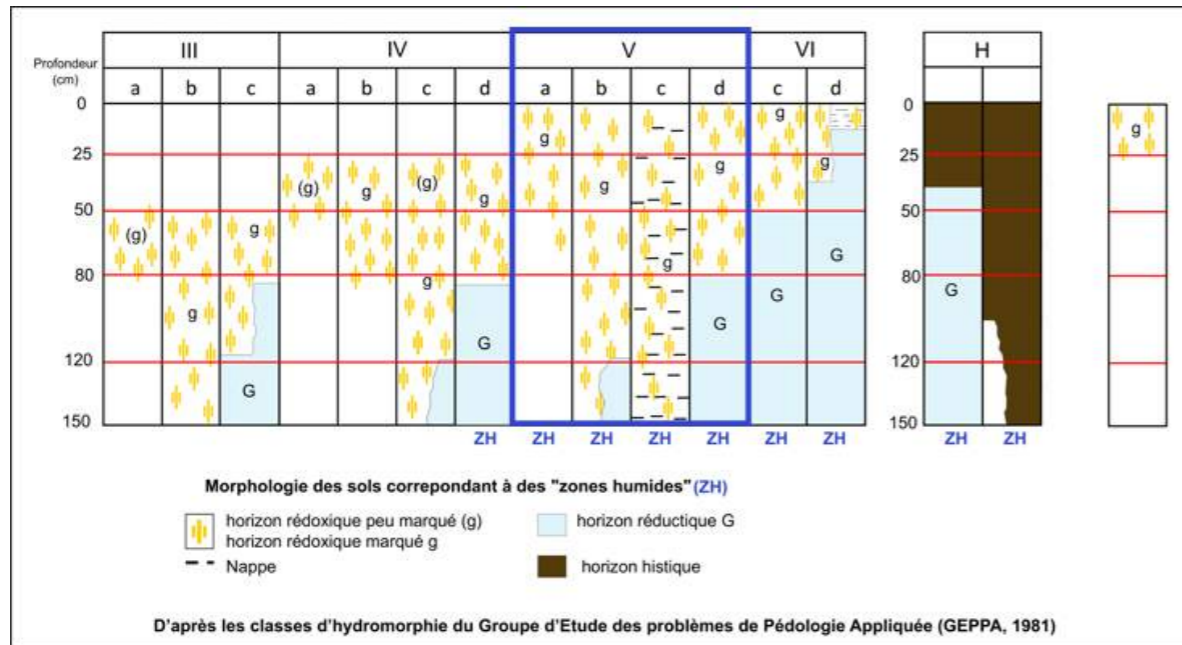 III IV V VI H
Profondeur
(cm)
a b c a b c d a b c d c d
0 0
g g g
25 25
(g) g (g) g g g g
g
50 50
(g) g g
g G
80 80
g g G G
G G
120 120
G
150 150
ZH ZH ZH ZH ZH ZH ZH ZH ZH
Morphologie des sols correpondant à des "zones humides"(ZH)
horizon rédoxique peu marqué (g) horizon réductique G
horizon rédoxique marqué g
Nappe horizon histique
D'après les classes d'hydromorphie du Groupe d'Etude des problèmes de Pédologie Appliquée (GEPPA, 1981)